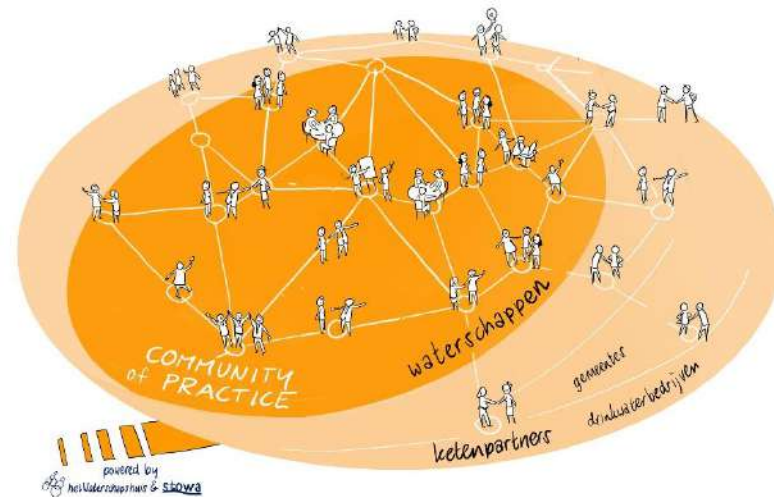 COMMUNITY
of PRACTICE
waterschappen
ketenpartners
gemeenten
drinkwaterbedrijven
powered by
hetWaterschapshuis & stowa